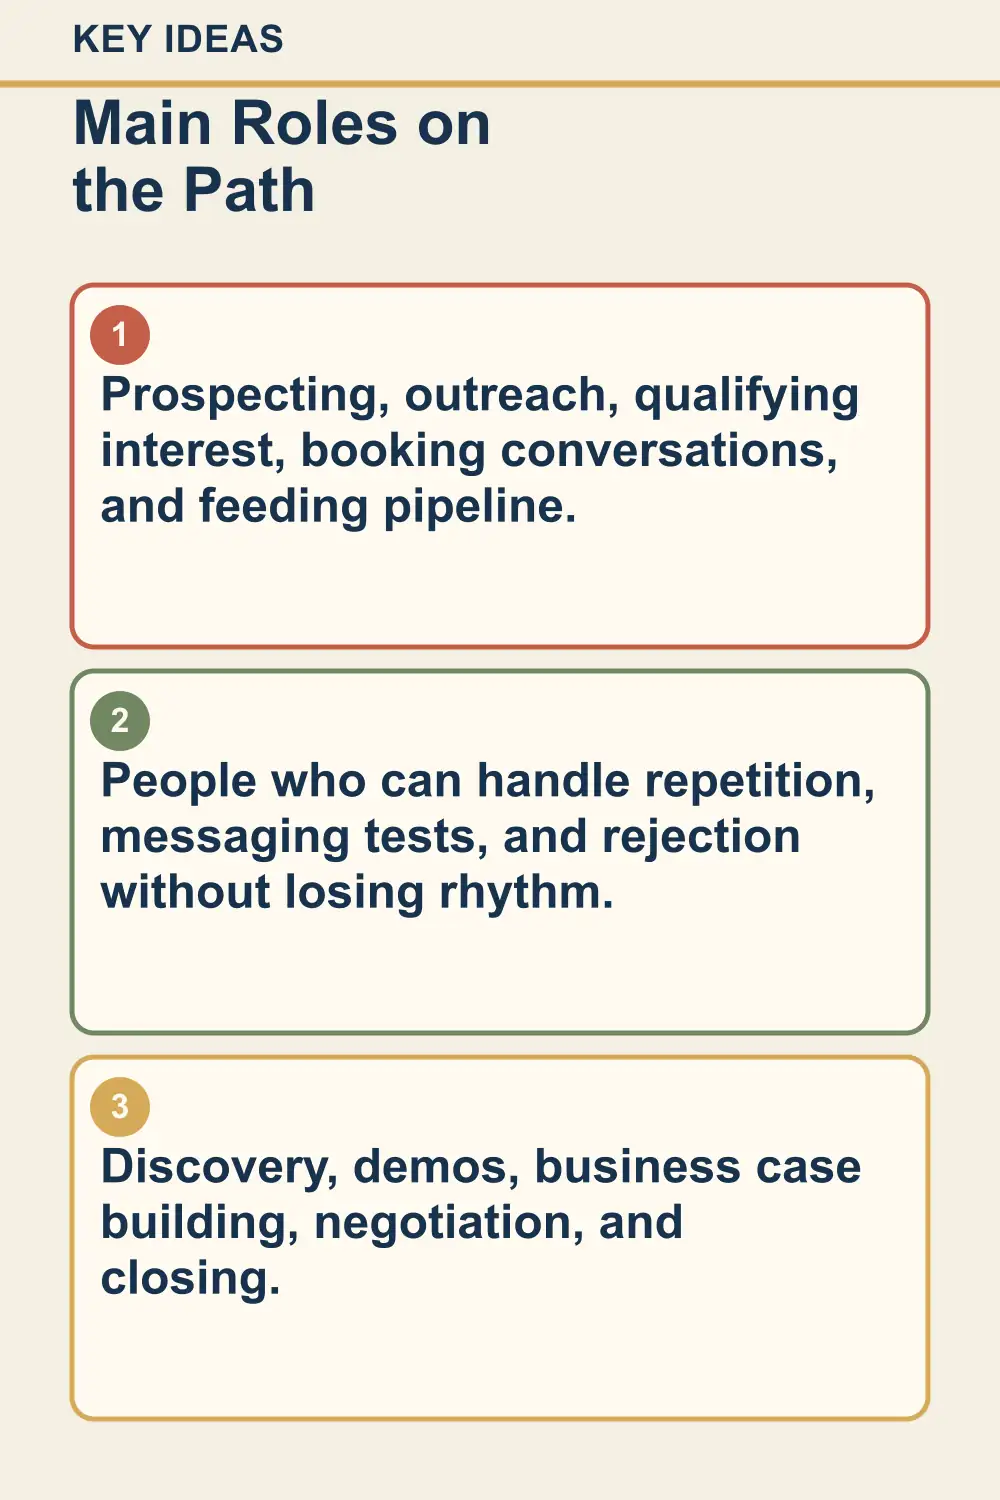 KEY IDEAS
Main Roles on
the Path
1
Prospecting, outreach, qualifying
interest, booking conversations,
and feeding pipeline.
2
People who can handle repetition,
messaging tests, and rejection
without losing rhythm.
3
Discovery, demos, business case
building, negotiation, and
closing.